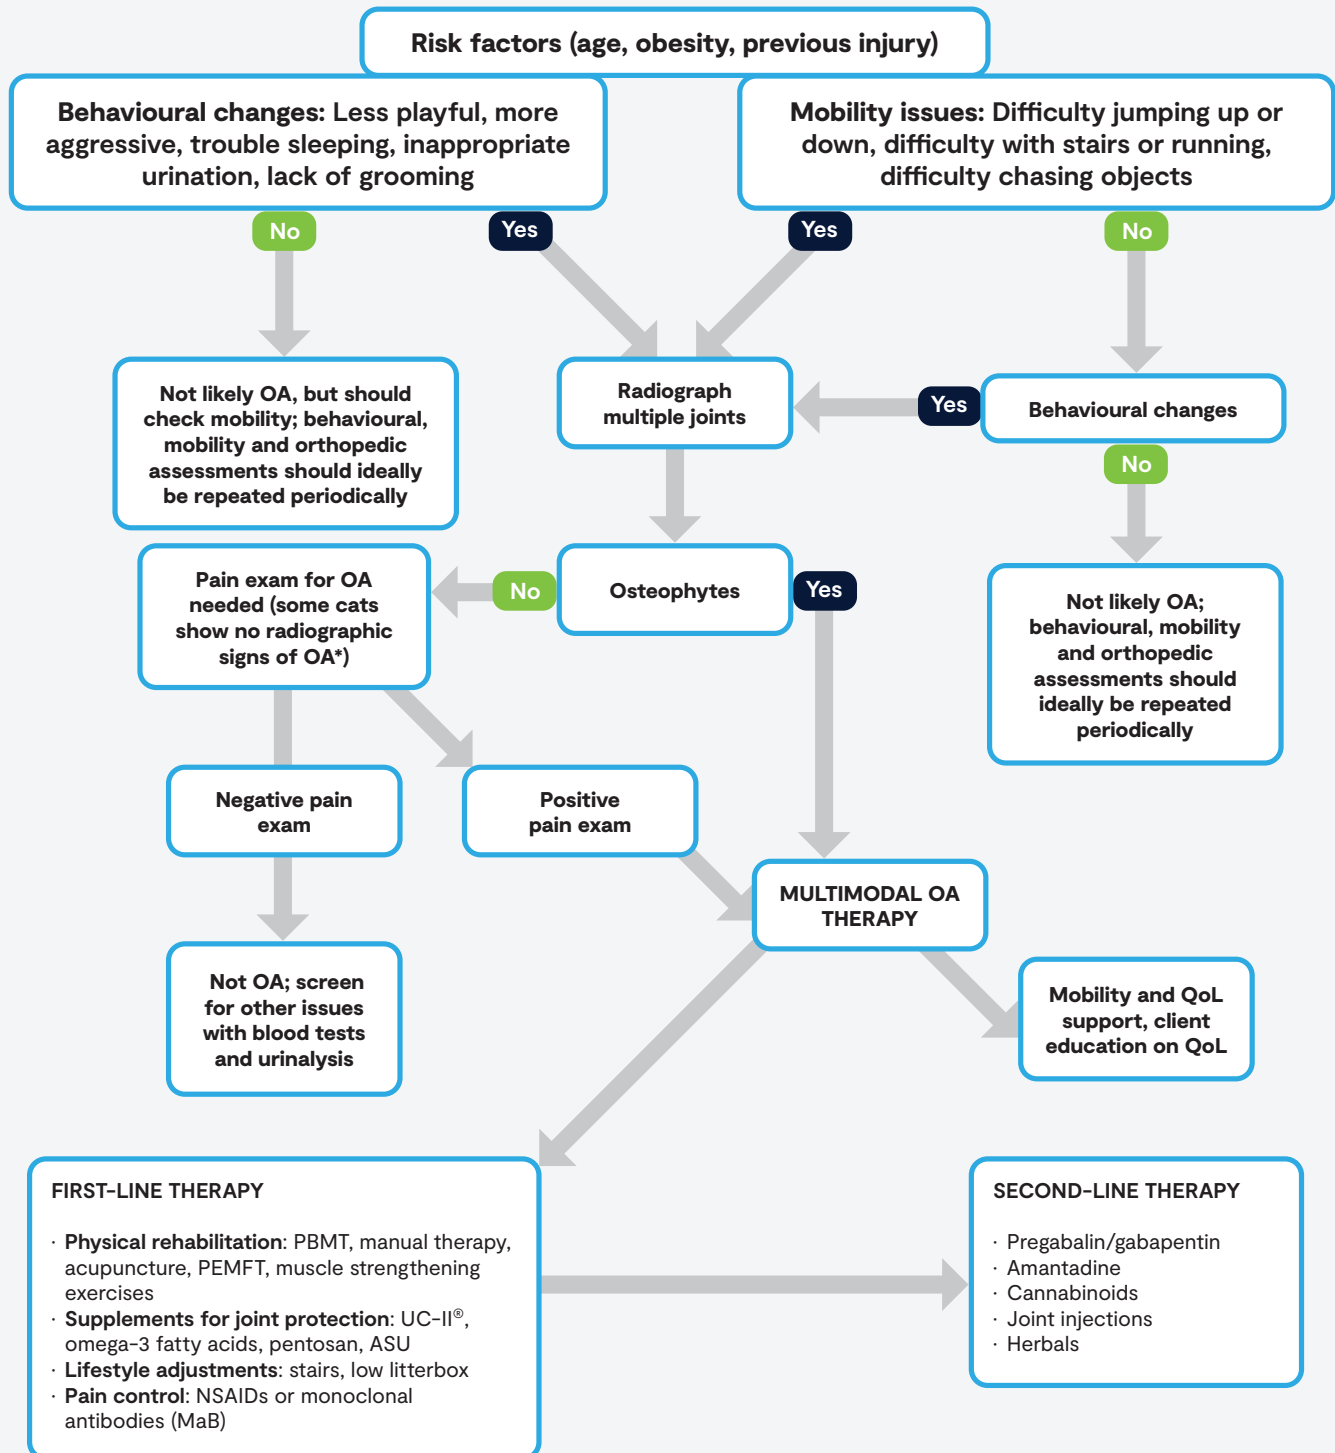 Risk factors (age, obesity, previous injury)
Behavioural changes: Less playful, more
aggressive, trouble sleeping, inappropriate
urination, lack of grooming
Mobility issues: Difficulty jumping up or
down, difficulty with stairs or running,
difficulty chasing objects
No
Yes
Yes
No
Not likely OA, but should
check mobility; behavioural,
mobility and orthopedic
assessments should ideally
be repeated periodically
Radiograph
multiple joints
Yes
Behavioural changes
No
Pain exam for OA
needed (some cats
show no radiographic
signs of OA*)
No
Osteophytes
Yes
Not likely OA;
behavioural, mobility
and orthopedic
assessments should
ideally be repeated
periodically
Negative pain
exam
Positive
pain exam
MULTIMODAL OA
THERAPY
Not OA; screen
for other issues
with blood tests
and urinalysis
Mobility and QoL
support, client
education on QoL
FIRST-LINE THERAPY
· Physical rehabilitation: PBMT, manual therapy,
acupuncture, PEMFT, muscle strengthening
exercises
· Supplements for joint protection: UC-II®,
omega-3 fatty acids, pentosan, ASU
· Lifestyle adjustments: stairs, low litterbox
· Pain control: NSAIDs or monoclonal
antibodies (MaB)
SECOND-LINE THERAPY
· Pregabalin/gabapentin
· Amantadine
· Cannabinoids
· Joint injections
· Herbals